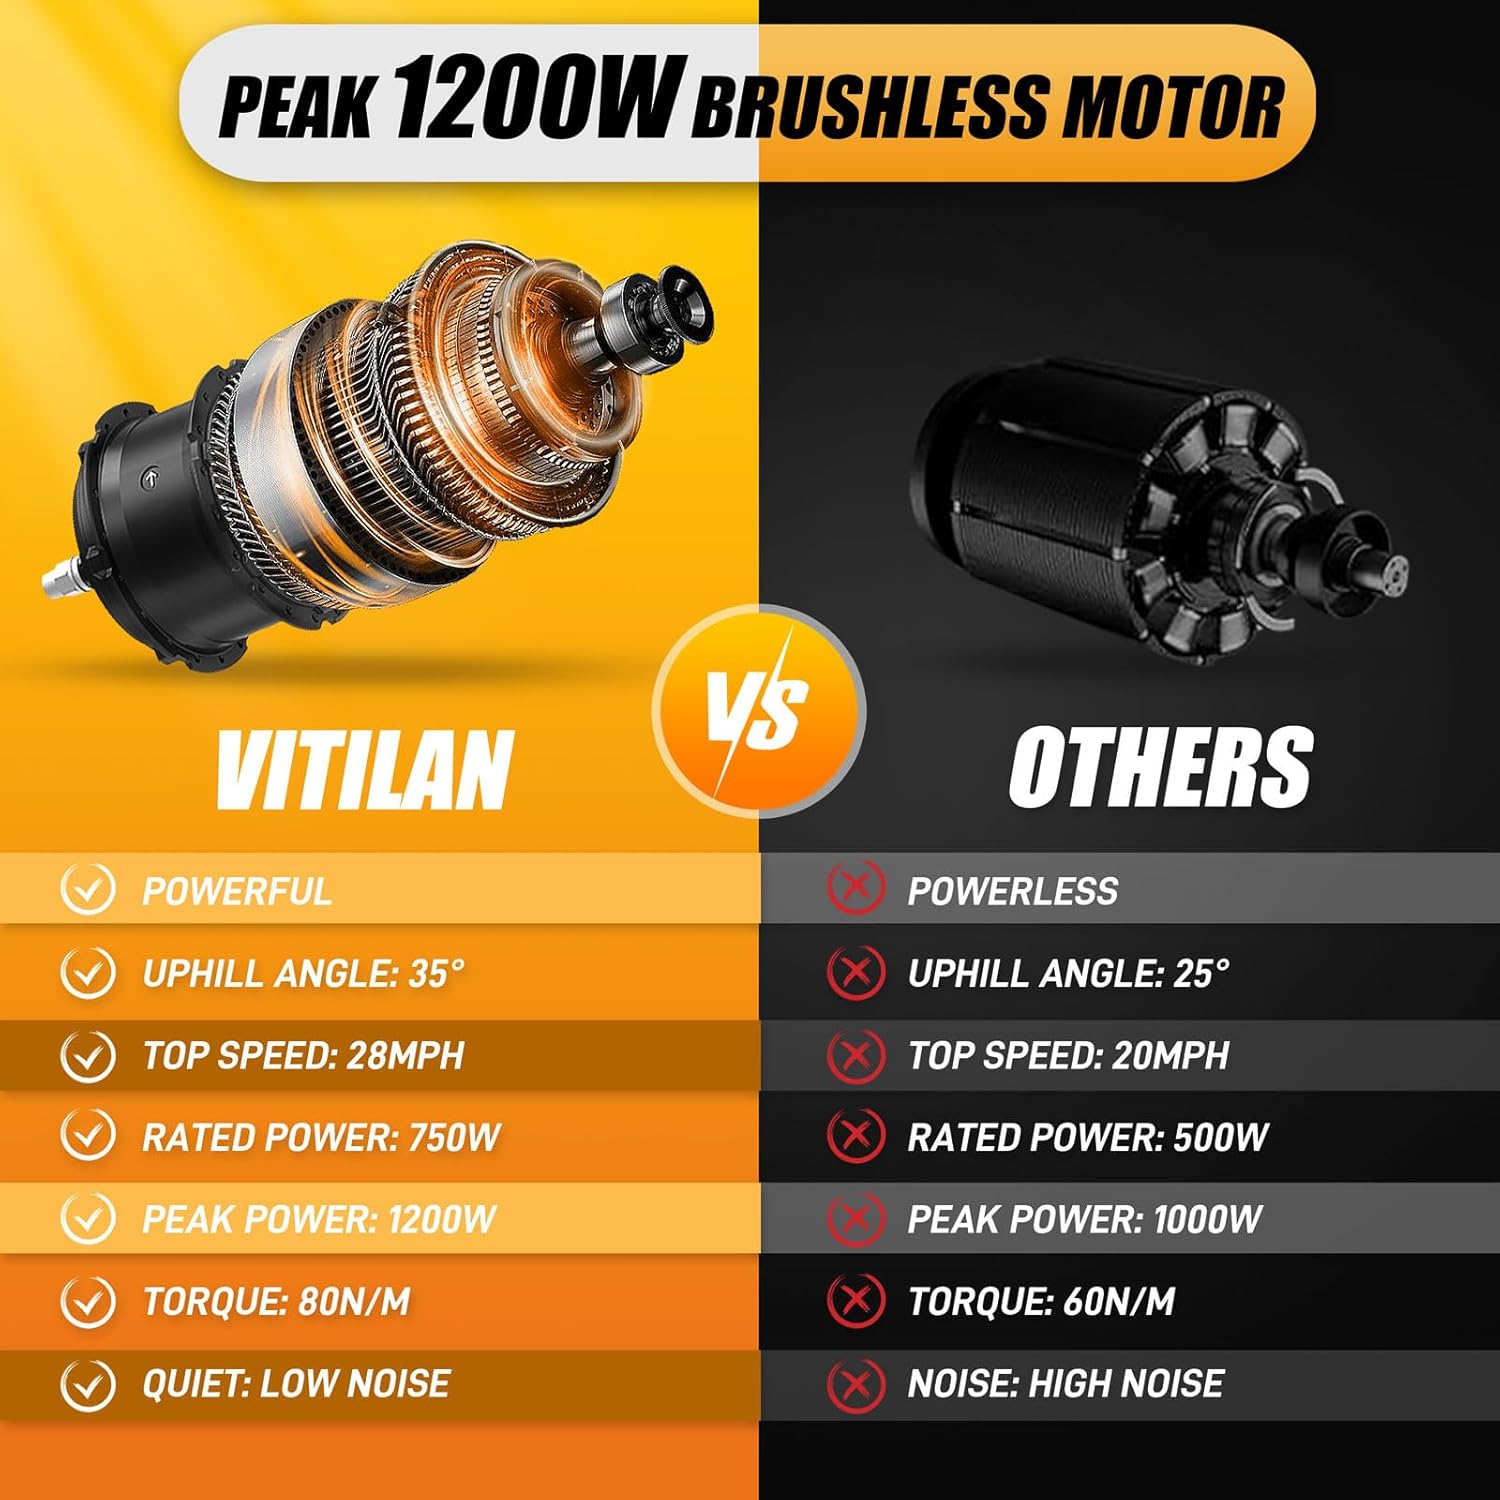 PEAK 1200W BRUSHLESS MOTOR
VS
VITILAN
OTHERS
POWERFUL
POWERLESS
UPHILL ANGLE: 35°
UPHILL ANGLE: 25°
TOP SPEED: 28MPH
TOP SPEED: 20MPH
RATED POWER: 750W
RATED POWER: 500W
PEAK POWER: 1200W
PEAK POWER: 1000W
TORQUE: 80N/M
TORQUE: 60N/M
QUIET: LOW NOISE
NOISE: HIGH NOISE